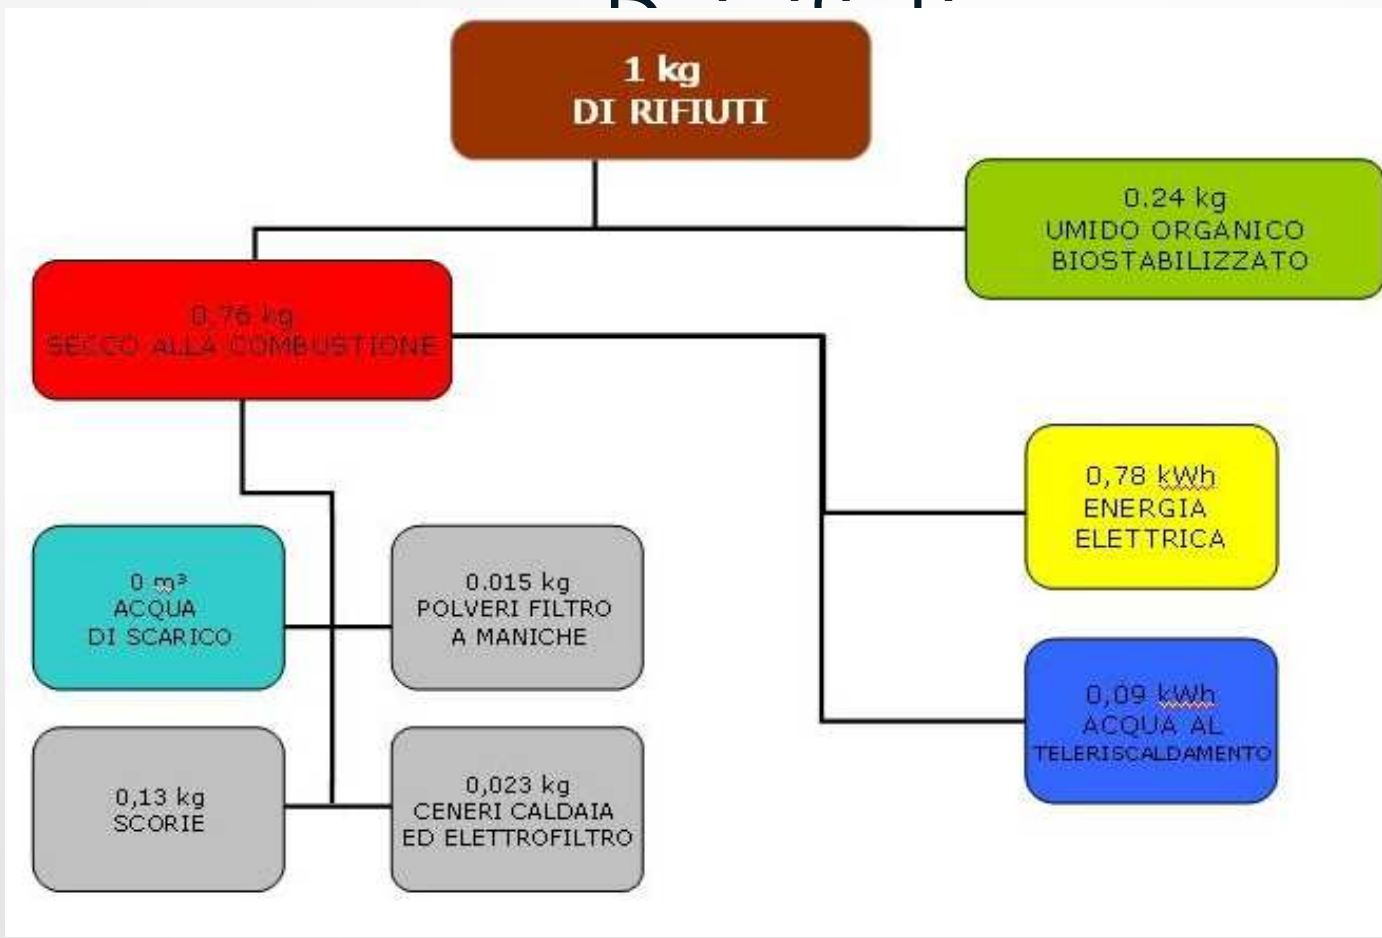 1 kg
DI RIFIUTI
0.24 kg
UMIDO ORGANICO
BIOSTABILIZZATO
0,76 kg
SECCO ALLA COMBUSTIONE
0,78 kWh
ENERGIA
ELETTRICA
0 m³
ACQUA
DI SCARICO
0.015 kg
POLVERI FILTRO
A MANICHE
0,09 kWh
ACQUA AL
TELERISCALDAMENTO
0,13 kg
SCORIE
0,023 kg
CENERI CALDAIA
ED ELETTROFILTRO